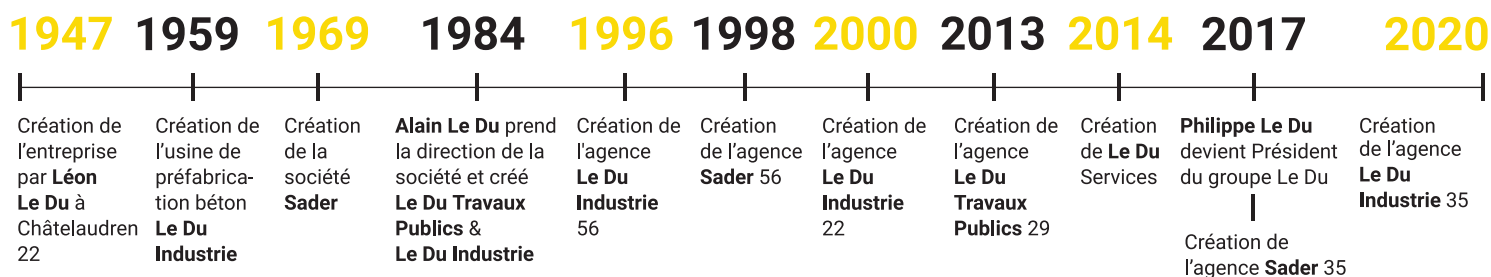 1947 1959 1969 1984 1996 1998 2000 2013 2014 2017 2020
Création de
l'entreprise
par Léon
Le Du à
Châtelaudren
22
Création de
l'usine de
préfabrica-
tion béton
Le Du
Industrie
Création
de la
société
Sader
Alain Le Du prend
la direction de la
société et créé
Le Du Travaux
Publics &
Le Du Industrie
Création de
l'agence
Le Du
Industrie
56
Création
de l'agence
Sader 56
Création de
l'agence
Le Du
Industrie
22
Création de
l'agence
Le Du
Travaux
Publics 29
Création
de Le Du
Services
Philippe Le Du
devient Président
du groupe Le Du
Création de
l'agence Sader 35
Création
de l'agence
Le Du
Industrie 35